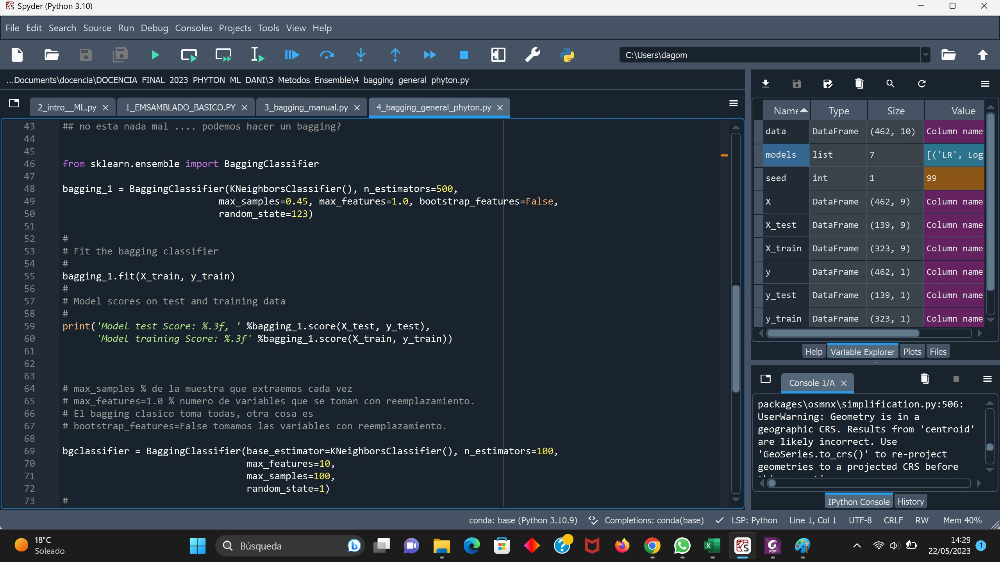 Spyder (Python 3.10)
File Edit Search Source Run Debug Consoles Projects Tools View Help
C:\Users\dagom
...Documents\docencia\DOCENCIA_FINAL_2023_PHYTON_ML_DANI\3_Metodos_Ensemble\4_bagging_general_phyton.py
2_intro__ML.py 1_EMSAMBLADO_BASICO.PY 3_bagging_manual.py 4_bagging_general_phyton.py
43 ## no esta nada mal .... podemos hacer un bagging?
44
45
46 from sklearn.ensemble import BaggingClassifier
47
48 bagging_1 = BaggingClassifier(KNeighborsClassifier(), n_estimators=500,
49 max_samples=0.45, max_features=1.0, bootstrap_features=False,
50 random_state=123)
51
52 #
53 # Fit the bagging classifier
54 #
55 bagging_1.fit(X_train, y_train)
56 #
57 # Model scores on test and training data
58 #
59 print('Model test Score: %.3f, ' %bagging_1.score(X_test, y_test),
60 'Model training Score: %.3f' %bagging_1.score(X_train, y_train))
61
62
63
64 # max_samples % de la muestra que extraemos cada vez
65 # max_features=1.0 % numero de variables que se toman con reemplazamiento.
66 # El bagging clasico toma todas, otra cosa es
67 # bootstrap_features=False tomamos las variables con reemplazamiento.
68
69 bgclassifier = BaggingClassifier(base_estimator=KNeighborsClassifier(), n_estimators=100,
70 max_features=10,
71 max_samples=100,
72 random_state=1)
73 #
Name Type Size Value
data DataFrame (462, 10) Column name
models list 7 [('LR', Log
seed int 1 99
X DataFrame (462, 9) Column name
X_test DataFrame (139, 9) Column name
X_train DataFrame (323, 9) Column name
y DataFrame (462, 1) Column name
y_test DataFrame (139, 1) Column name
y_train DataFrame (323, 1) Column name
Help Variable Explorer Plots Files
Console 1/A
packages\osmnx\simplification.py:506:
UserWarning: Geometry is in a
geographic CRS. Results from 'centroid'
are likely incorrect. Use
'GeoSeries.to_crs()' to re-project
geometries to a projected CRS before
IPython Console History
conda: base (Python 3.10.9) Completions: conda(base) LSP: Python Line 1, Col 1 UTF-8 CRLF RW Mem 40%
18°C
Soleado
Búsqueda
PDF
14:29
22/05/2023
1